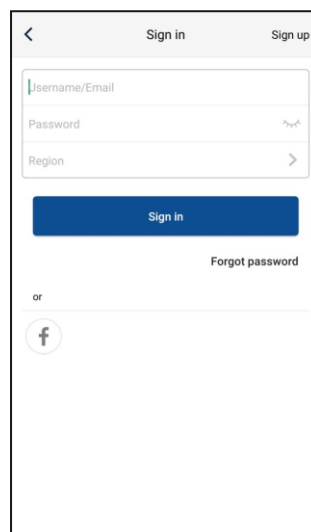 Sign in
Sign up
Username/Email
Password
Region
Sign in
Forgot password
or